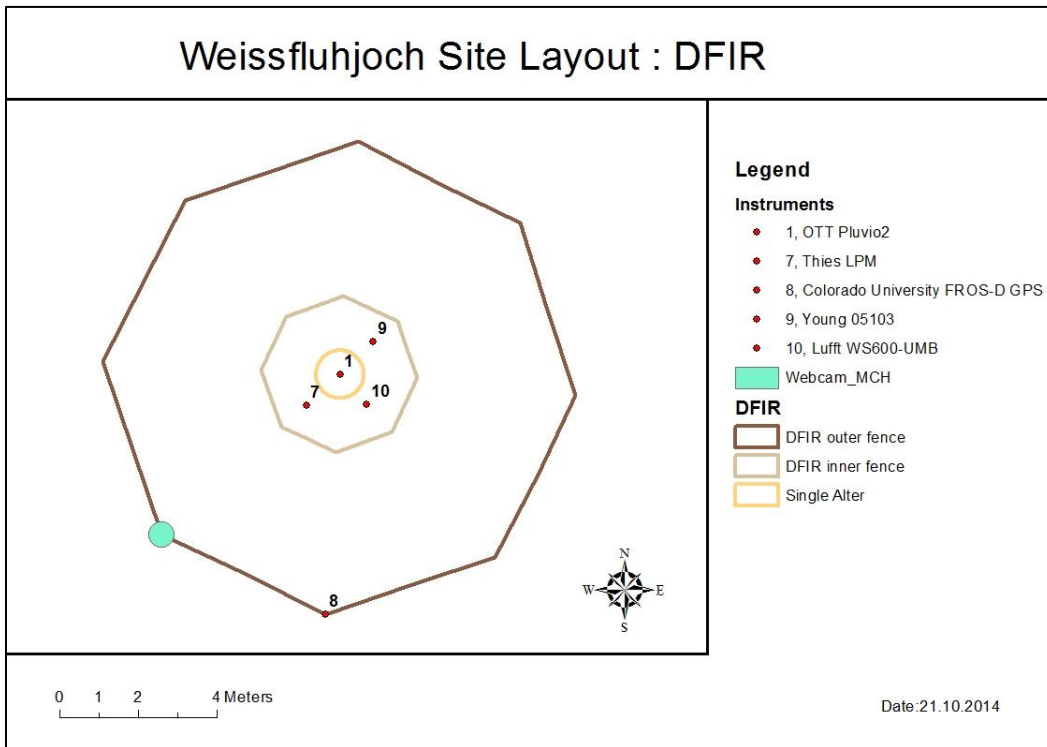 Weissfluhjoch Site Layout : DFIR
9
1
7
10
8
N
W
E
S
Legend
Instruments
1, OTT Pluvio2
7, Thies LPM
8, Colorado University FROS-D GPS
9, Young 05103
10, Lufft WS600-UMB
Webcam_MCH
DFIR
DFIR outer fence
DFIR inner fence
Single Alter
0 1 2 4 Meters
Date:21.10.2014